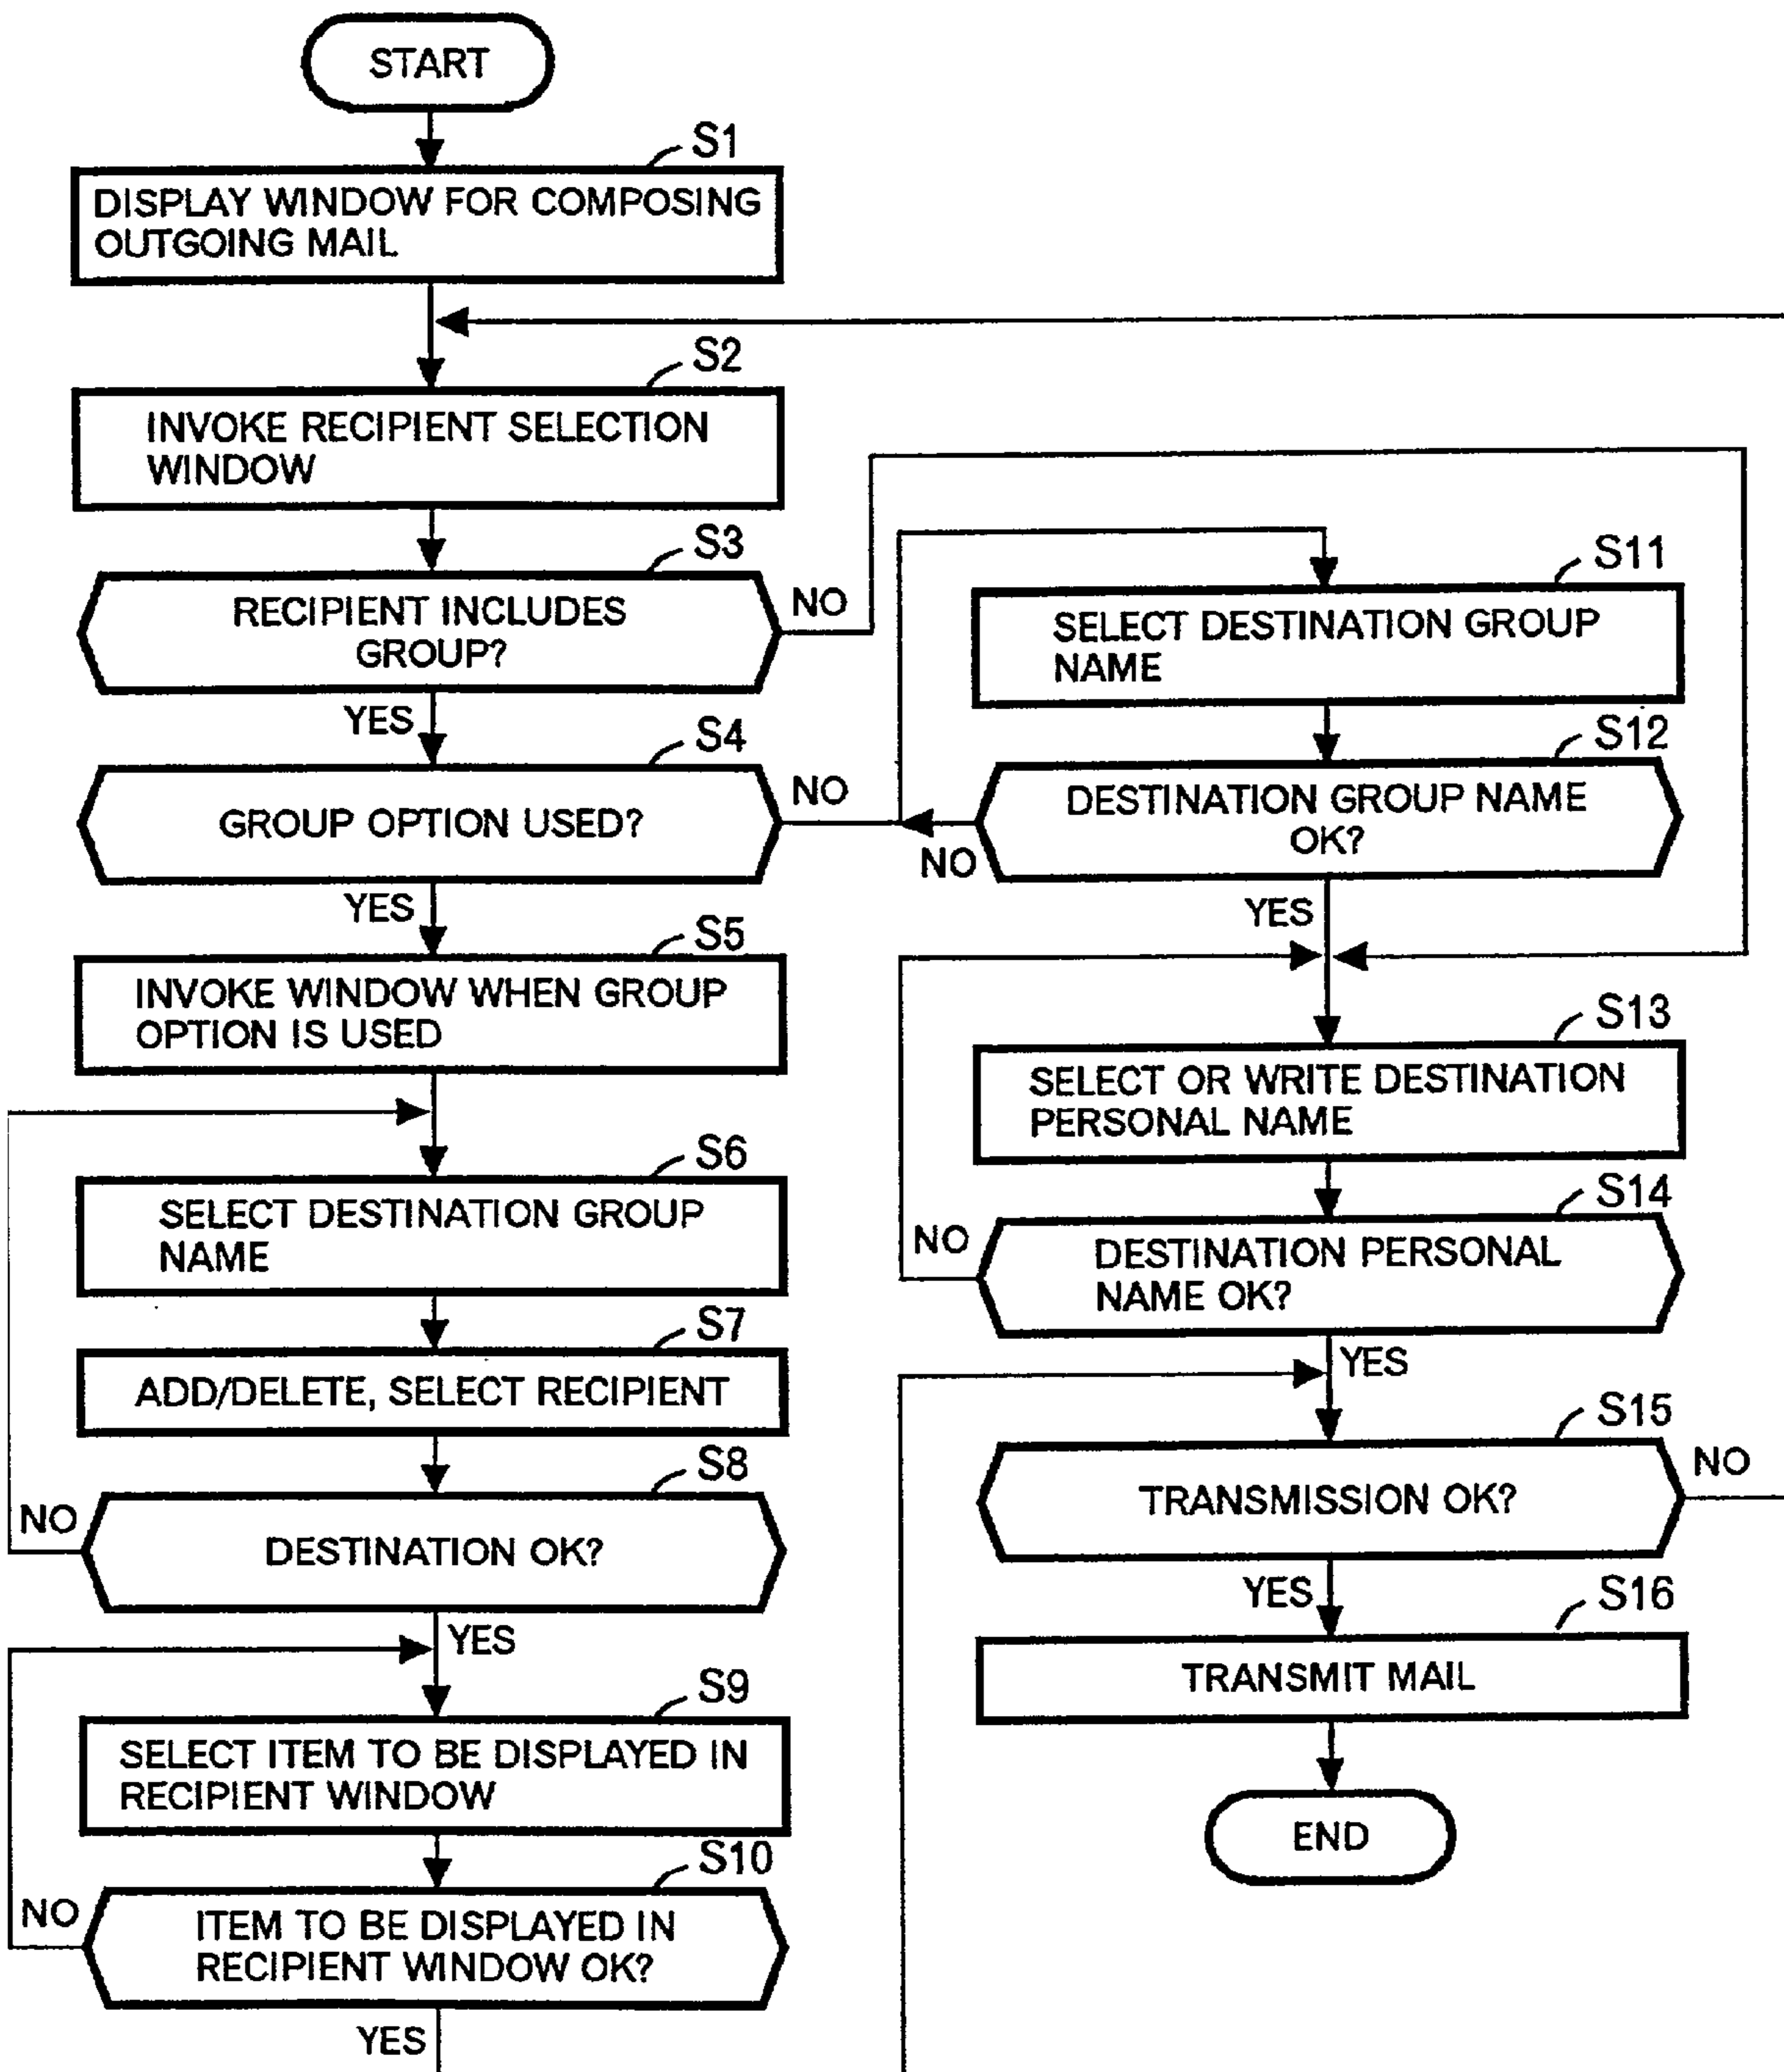 START
S1
DISPLAY WINDOW FOR COMPOSING
OUTGOING MAIL
S2
INVOKE RECIPIENT SELECTION
WINDOW
S3
RECIPIENT INCLUDES
GROUP?
NO
YES
S4
GROUP OPTION USED?
NO
YES
S5
INVOKE WINDOW WHEN GROUP
OPTION IS USED
S6
SELECT DESTINATION GROUP
NAME
S7
ADD/DELETE, SELECT RECIPIENT
S8
DESTINATION OK?
NO
YES
S9
SELECT ITEM TO BE DISPLAYED IN
RECIPIENT WINDOW
S10
ITEM TO BE DISPLAYED IN
RECIPIENT WINDOW OK?
NO
YES
S11
SELECT DESTINATION GROUP
NAME
S12
DESTINATION GROUP NAME
OK?
NO
YES
S13
SELECT OR WRITE DESTINATION
PERSONAL NAME
S14
DESTINATION PERSONAL
NAME OK?
NO
YES
S15
TRANSMISSION OK?
NO
YES
S16
TRANSMIT MAIL
END